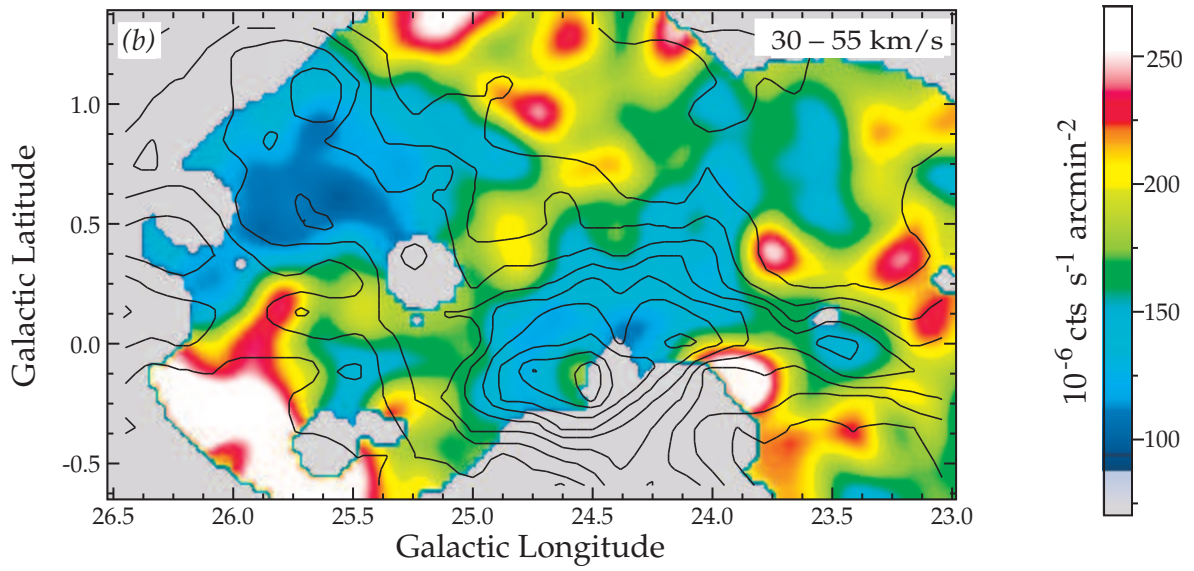 (b)
30 – 55 km/s
1.0
0.5
0.0
-0.5
Galactic Latitude
26.5 26.0 25.5 25.0 24.5 24.0 23.5 23.0
Galactic Longitude
250
200
150
100
10⁻⁶ cts s⁻¹ arcmin⁻²